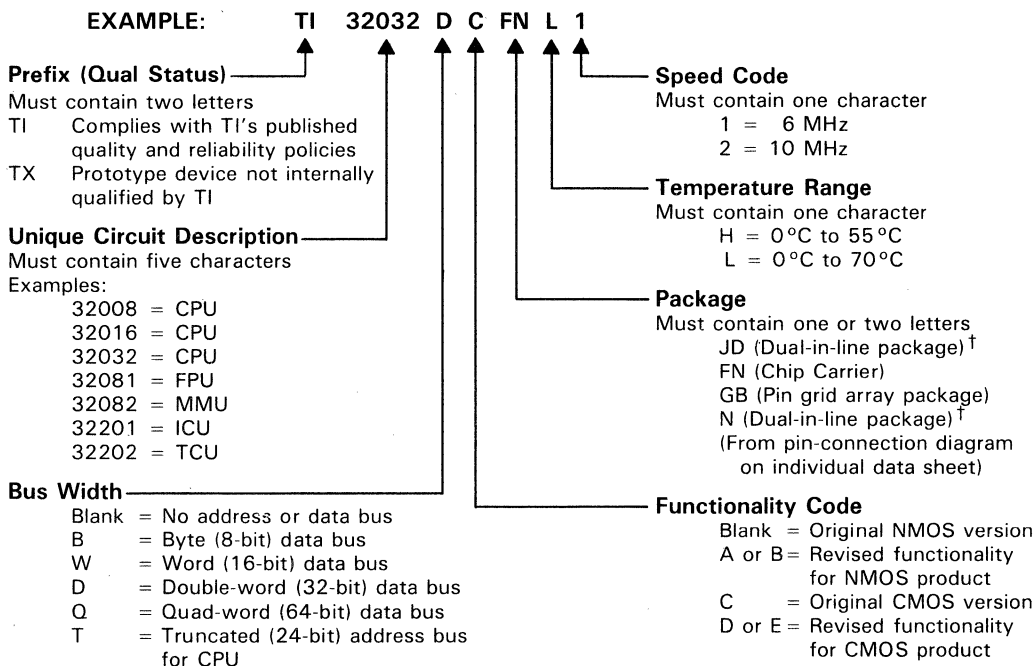 EXAMPLE: TI 32032 D C FN L 1
Prefix (Qual Status)
Must contain two letters
TI Complies with TI's published
quality and reliability policies
TX Prototype device not internally
qualified by TI
Unique Circuit Description
Must contain five characters
Examples:
32008 = CPU
32016 = CPU
32032 = CPU
32081 = FPU
32082 = MMU
32201 = ICU
32202 = TCU
Bus Width
Blank = No address or data bus
B = Byte (8-bit) data bus
W = Word (16-bit) data bus
D = Double-word (32-bit) data bus
Q = Quad-word (64-bit) data bus
T = Truncated (24-bit) address bus
for CPU
Speed Code
Must contain one character
1 = 6 MHz
2 = 10 MHz
Temperature Range
Must contain one character
H = 0°C to 55°C
L = 0°C to 70°C
Package
Must contain one or two letters
JD (Dual-in-line package)†
FN (Chip Carrier)
GB (Pin grid array package)
N (Dual-in-line package)†
(From pin-connection diagram
on individual data sheet)
Functionality Code
Blank = Original NMOS version
A or B = Revised functionality
for NMOS product
C = Original CMOS version
D or E = Revised functionality
for CMOS product